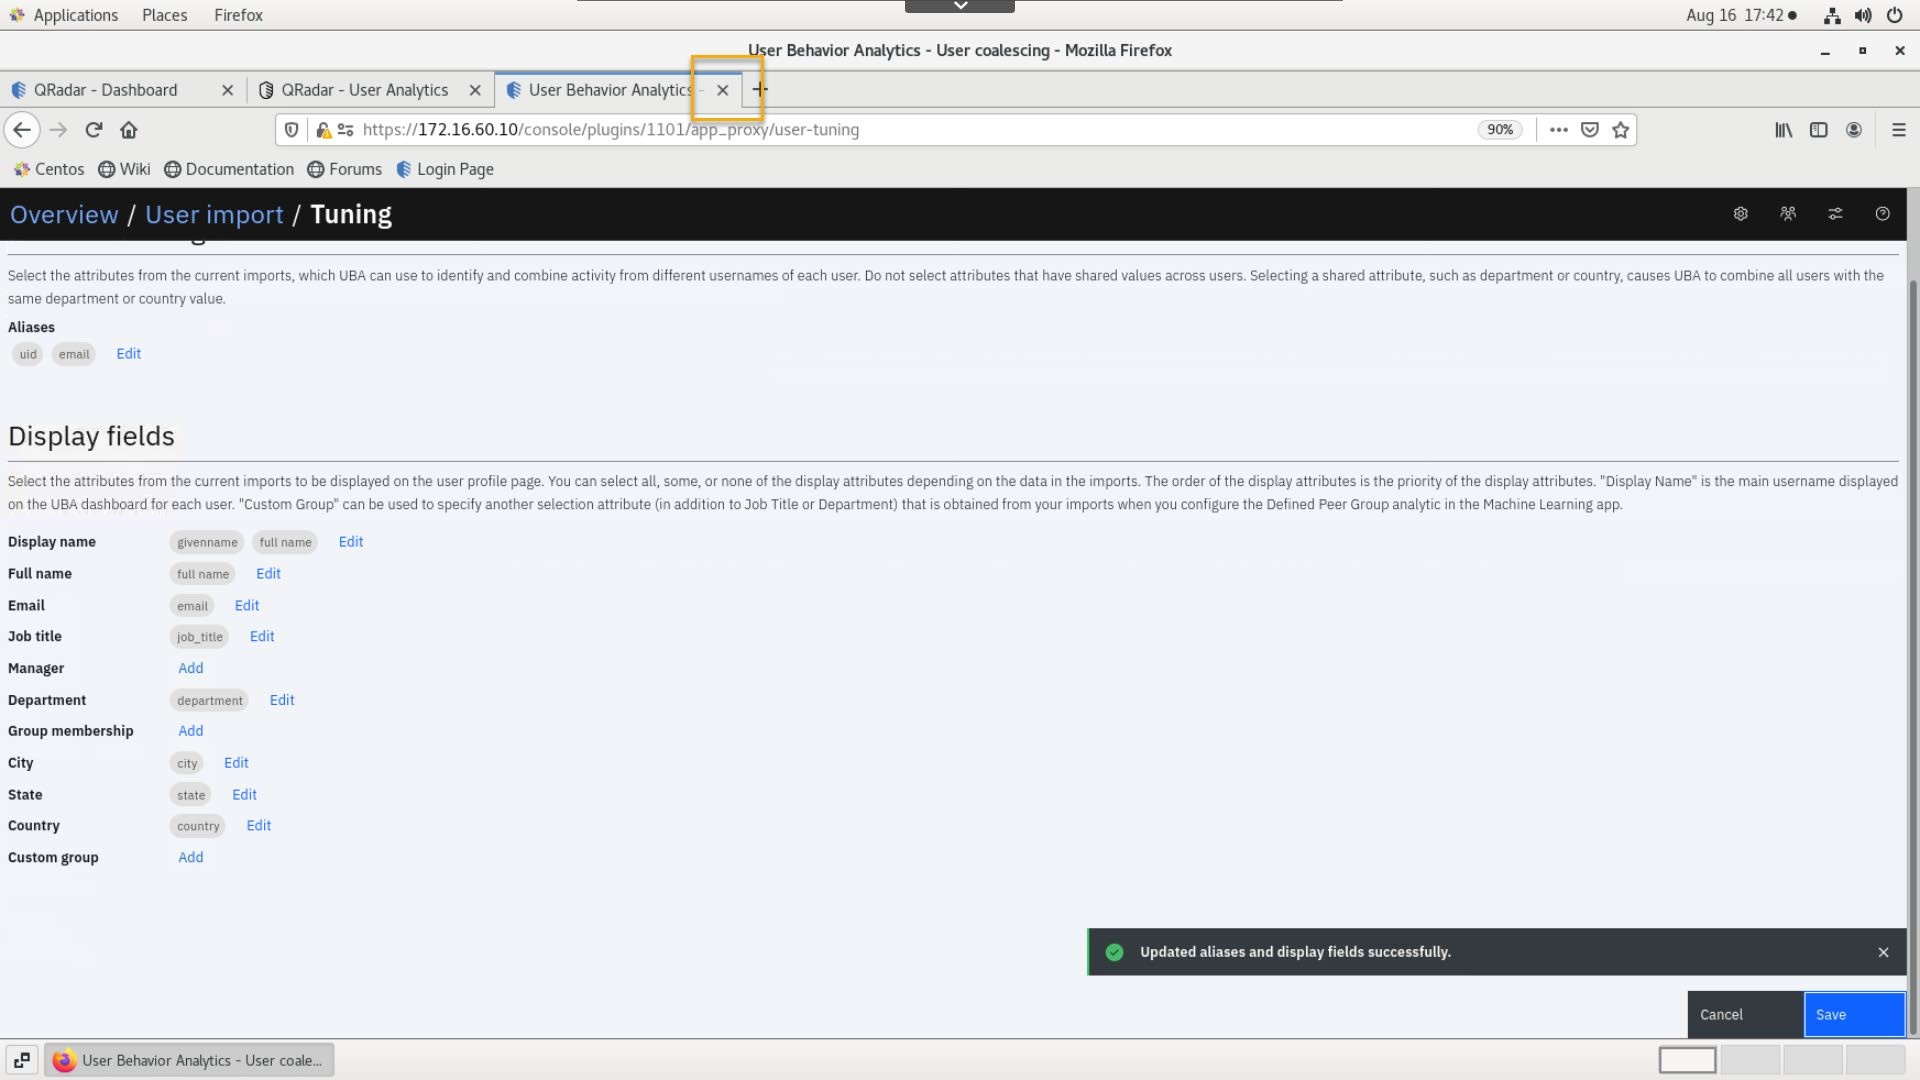 Applications Places Firefox Aug 16 17:42
User Behavior Analytics - User coalescing - Mozilla Firefox
QRadar - Dashboard QRadar - User Analytics User Behavior Analytics -
https://172.16.60.10/console/plugins/1101/app_proxy/user-tuning 90%
Centos Wiki Documentation Forums Login Page
Overview / User import / Tuning
Select the attributes from the current imports, which UBA can use to identify and combine activity from different usernames of each user. Do not select attributes that have shared values across users. Selecting a shared attribute, such as department or country, causes UBA to combine all users with the
same department or country value.
Aliases
uid email Edit
Display fields
Select the attributes from the current imports to be displayed on the user profile page. You can select all, some, or none of the display attributes depending on the data in the imports. The order of the display attributes is the priority of the display attributes. "Display Name" is the main username displayed
on the UBA dashboard for each user. "Custom Group" can be used to specify another selection attribute (in addition to Job Title or Department) that is obtained from your imports when you configure the Defined Peer Group analytic in the Machine Learning app.
Display name givenname full name Edit
Full name full name Edit
Email email Edit
Job title job_title Edit
Manager Add
Department department Edit
Group membership Add
City city Edit
State state Edit
Country country Edit
Custom group Add
Updated aliases and display fields successfully.
Cancel Save
User Behavior Analytics - User coale...